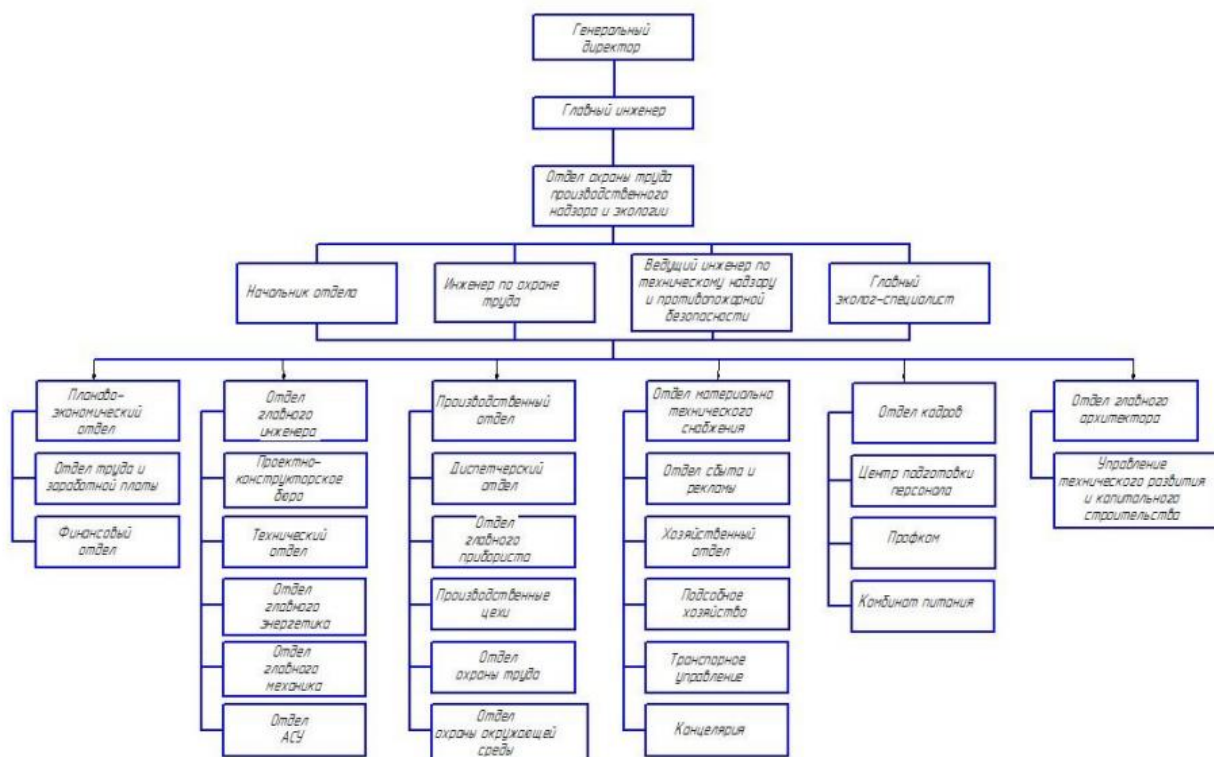 Генеральный
директор
Главный инженер
Отдел охраны труда
производственного
надзора и экологии
Начальник отдела
Инженер по охране
труда
Ведущий инженер по
техническому надзору
и противопожарной
безопасности
Главный
эколог-специалист
Планово-
экономический
отдел
Отдел труда и
заработной платы
Финансовый
отдел
Отдел
главного
инженера
Проектно-
конструкторское
бюро
Технический
отдел
Отдел
главного
энергетика
Отдел
главного
механика
Отдел
АСУ
Производственный
отдел
Диспетчерский
отдел
Отдел
главного
прибориста
Производственные
цехи
Отдел
охраны труда
Отдел
охраны окружающей
среды
Отдел материально
технического
снабжения
Отдел сбыта и
рекламы
Хозяйственный
отдел
Подсобное
хозяйство
Транспорное
управление
Канцелярия
Отдел кадров
Центр подготовки
персонала
Профком
Комбинат питания
Отдел главного
архитектора
Управление
технического развития
и капитального
строительства